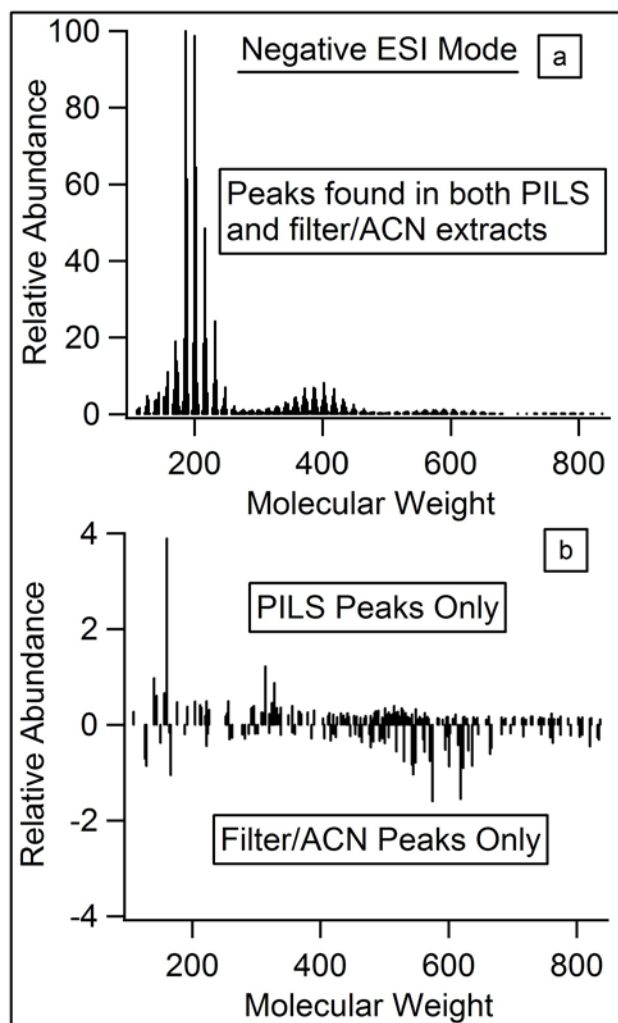 Negative ESI Mode
a
Peaks found in both PILS
and filter/ACN extracts
Relative Abundance
100
80
60
40
20
0
200
400
600
800
Molecular Weight
b
PILS Peaks Only
Filter/ACN Peaks Only
Relative Abundance
4
2
0
-2
-4
200
400
600
800
Molecular Weight